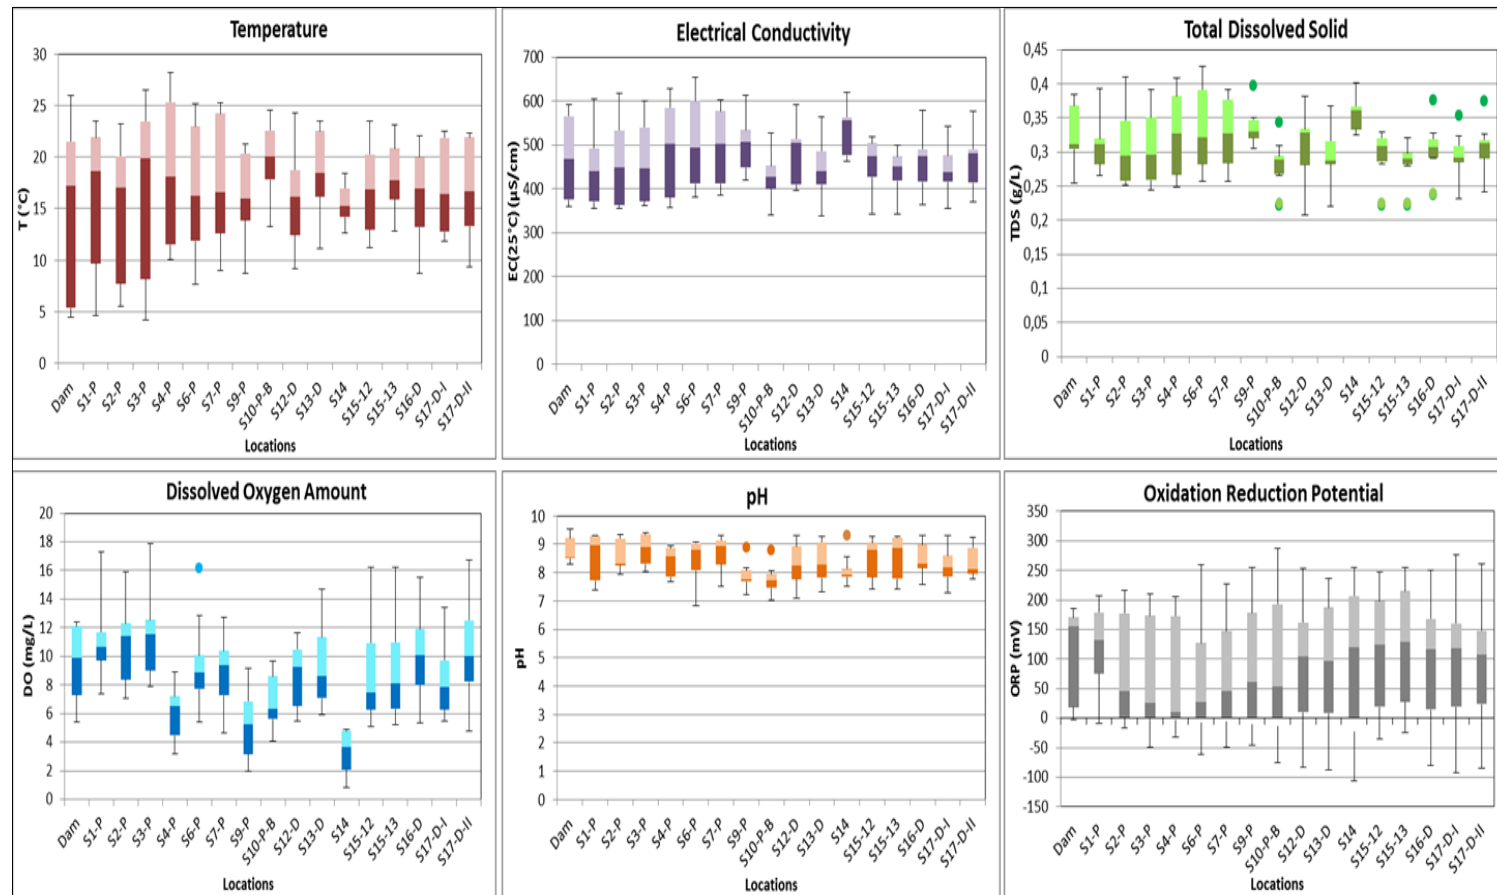 Temperature
T (°C)
30
25
20
15
10
5
0
Dam
S1-P
S2-P
S3-P
S4-P
S6-P
S7-P
S9-P
S10-P-B
S12-D
S13-D
S14
S15-12
S15-13
S16-D
S17-D-I
S17-D-II
Locations
Electrical Conductivity
EC(25°C) (µS/cm)
700
600
500
400
300
200
100
0
Dam
S1-P
S2-P
S3-P
S4-P
S6-P
S7-P
S9-P
S10-P-B
S12-D
S13-D
S14
S15-12
S15-13
S16-D
S17-D-I
S17-D-II
Locations
Total Dissolved Solid
TDS (g/L)
0,45
0,4
0,35
0,3
0,25
0,2
0,15
0,1
0,05
0
Dam
S1-P
S2-P
S3-P
S4-P
S6-P
S7-P
S9-P
S10-P-B
S12-D
S13-D
S14
S15-12
S15-13
S16-D
S17-D-I
S17-D-II
Locations
Dissolved Oxygen Amount
DO (mg/L)
20
18
16
14
12
10
8
6
4
2
0
Dam
S1-P
S2-P
S3-P
S4-P
S6-P
S7-P
S9-P
S10-P-B
S12-D
S13-D
S14
S15-12
S15-13
S16-D
S17-D-I
S17-D-II
Locations
pH
pH
10
9
8
7
6
5
4
3
2
1
0
Dam
S1-P
S2-P
S3-P
S4-P
S6-P
S7-P
S9-P
S10-P-B
S12-D
S13-D
S14
S15-12
S15-13
S16-D
S17-D-I
S17-D-II
Locations
Oxidation Reduction Potential
ORP (mV)
350
300
250
200
150
100
50
0
-50
-100
-150
Dam
S1-P
S2-P
S3-P
S4-P
S6-P
S7-P
S9-P
S10-P-B
S12-D
S13-D
S14
S15-12
S15-13
S16-D
S17-D-I
S17-D-II
Locations